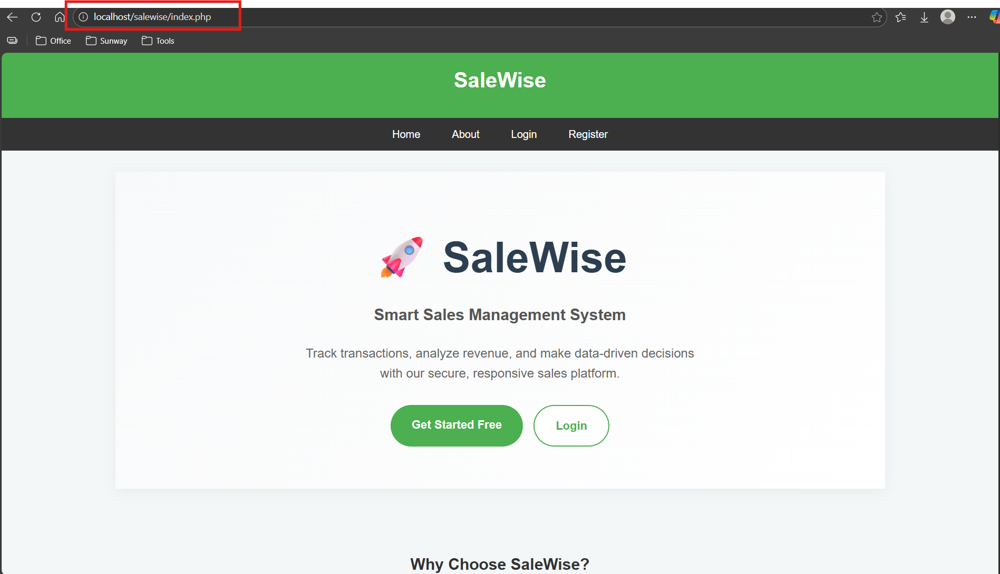 localhost/salewise/index.php
Office Sunway Tools
SaleWise
Home About Login Register
SaleWise
Smart Sales Management System
Track transactions, analyze revenue, and make data-driven decisions
with our secure, responsive sales platform.
Get Started Free Login
Why Choose SaleWise?